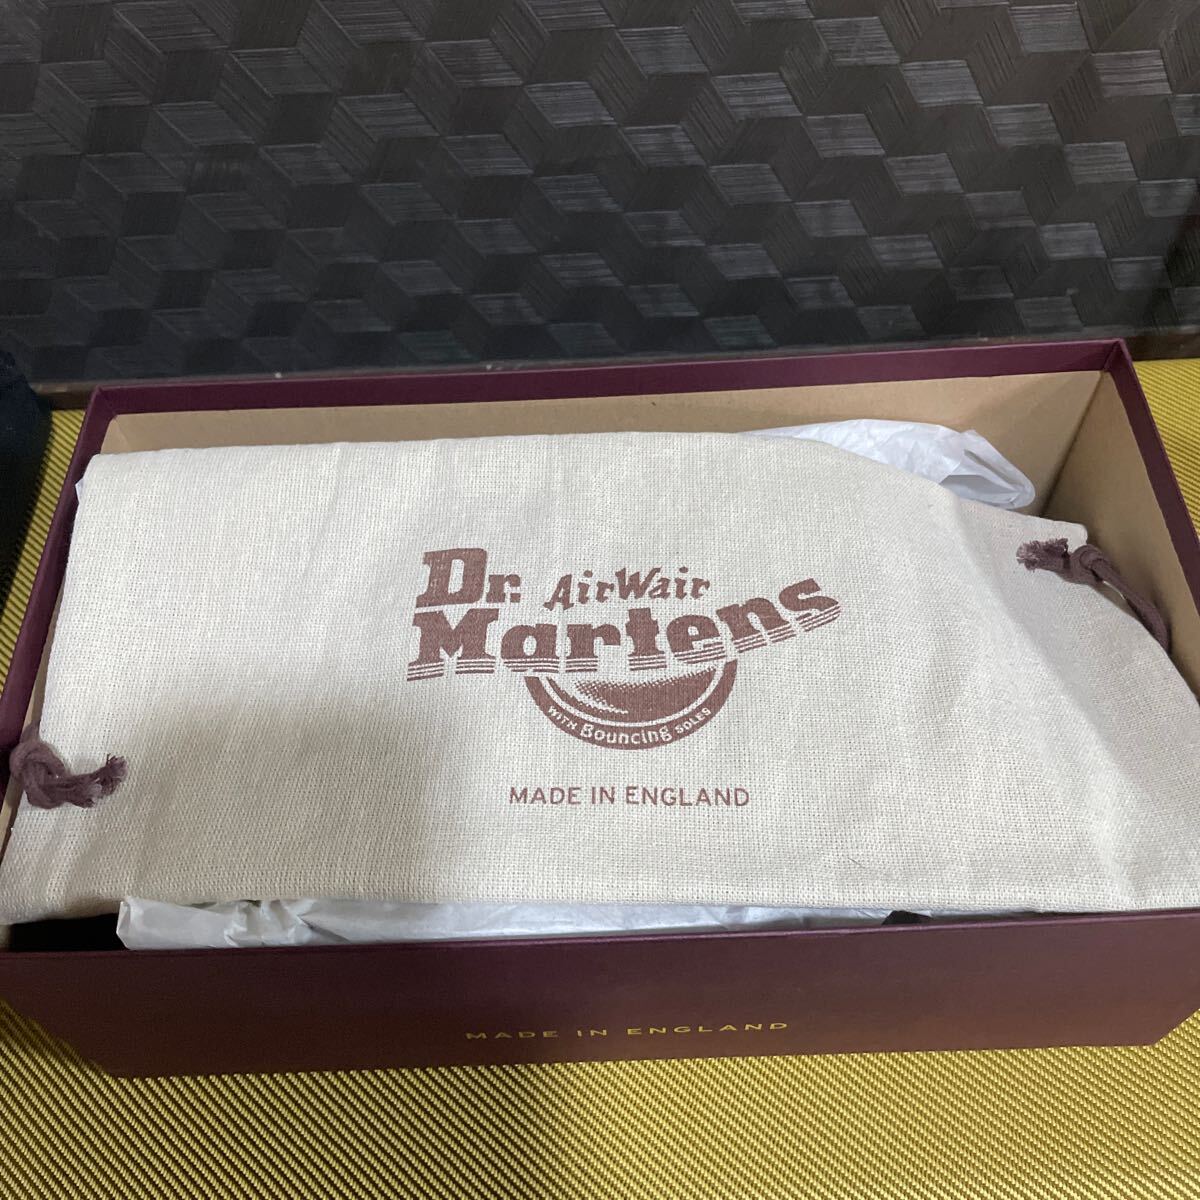 Dr. AirWair
Martens
WITH Bouncing SOLES
MADE IN ENGLAND
MADE IN ENGLAND